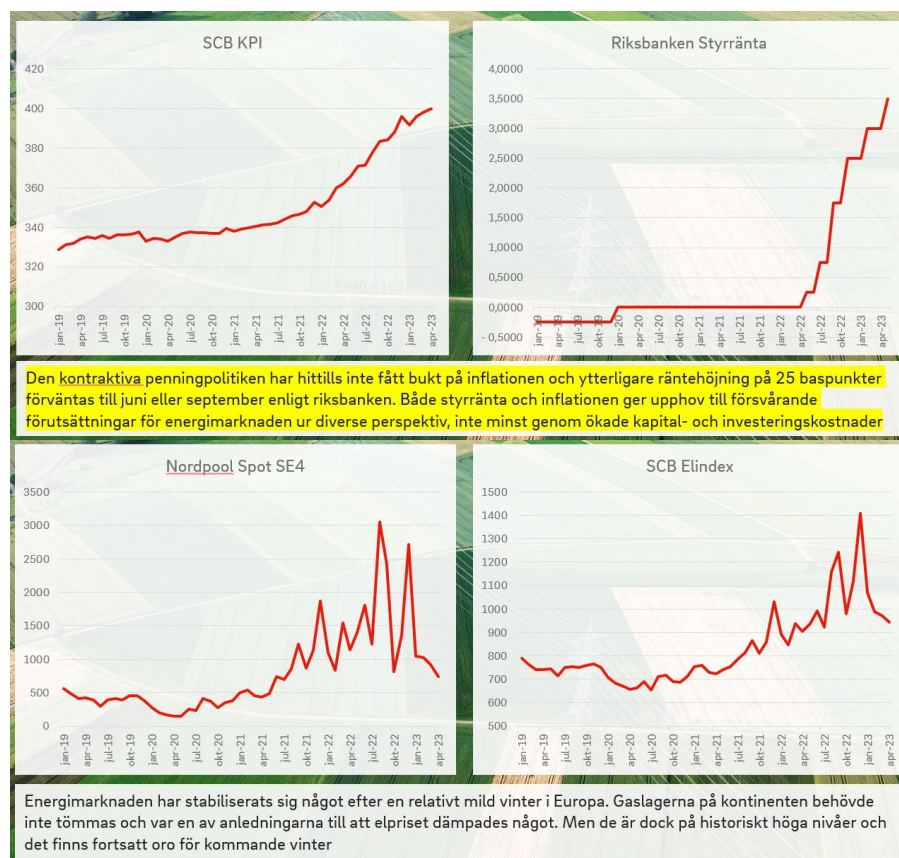 SCB KPI
420
400
380
360
340
320
300
jan-19
apr-19
jul-19
okt-19
jan-20
apr-20
jul-20
okt-20
jan-21
apr-21
jul-21
okt-21
jan-22
apr-22
jul-22
okt-22
jan-23
apr-23
1980 = 100
Riksbanken Styrränta
4,0000
3,5000
3,0000
2,5000
2,0000
1,5000
1,0000
0,5000
0,0000
- 0,5000
jan-19
apr-19
jul-19
okt-19
jan-20
apr-20
jul-20
okt-20
jan-21
apr-21
jul-21
okt-21
jan-22
apr-22
jul-22
okt-22
jan-23
apr-23
Den kontraktiva penningpolitiken har hittills inte fått bukt på inflationen och ytterligare räntehöjning på 25 baspunkter
förväntas till juni eller september enligt riksbanken. Både styrränta och inflationen ger upphov till försvårande
förutsättningar för energimarknaden ur diverse perspektiv, inte minst genom ökade kapital- och investeringskostnader
Nordpool Spot SE4
3500
3000
2500
2000
1500
1000
500
0
jan-19
apr-19
jul-19
okt-19
jan-20
apr-20
jul-20
okt-20
jan-21
apr-21
jul-21
okt-21
jan-22
apr-22
jul-22
okt-22
jan-23
apr-23
SCB Elindex
1500
1400
1300
1200
1100
1000
900
800
700
600
500
jan-19
apr-19
jul-19
okt-19
jan-20
apr-20
jul-20
okt-20
jan-21
apr-21
jul-21
okt-21
jan-22
apr-22
jul-22
okt-22
jan-23
apr-23
Energimarknaden har stabiliserats sig något efter en relativt mild vinter i Europa. Gaslagerna på kontinenten behövde
inte tömmas och var en av anledningarna till att elpriset dämpades något. Men de är dock på historiskt höga nivåer och
det finns fortsatt oro för kommande vinter